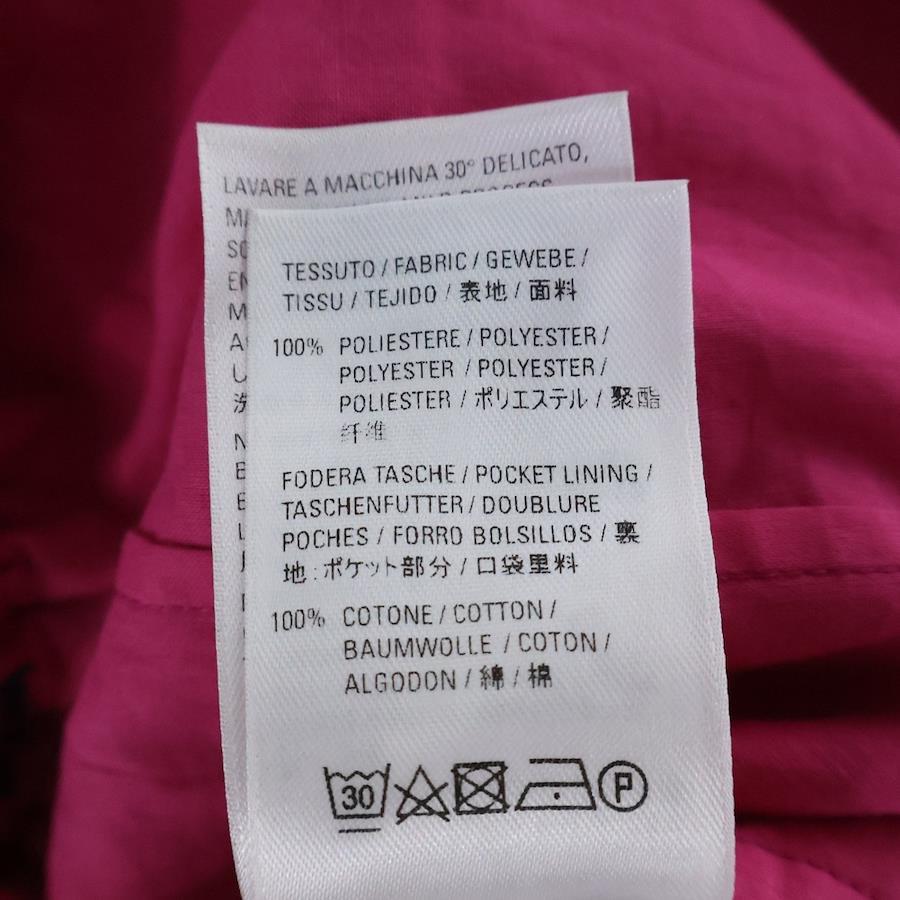 LAVARE A MACCHINA 30° DELICATO,
TESSUTO / FABRIC / GEWEBE /
TISSU / TEJIDO / 表地 / 面料
100% POLIESTERE / POLYESTER /
POLYESTER / POLYESTER /
POLIESTER / ポリエステル / 聚酯
纤维
FODERA TASCHE / POCKET LINING /
TASCHENFUTTER / DOUBLURE
POCHES / FORRO BOLSILLOS / 裏
地:ポケット部分 / 口袋里料
100% COTONE / COTTON /
BAUMWOLLE / COTON /
ALGODON / 綿 / 棉
30 P